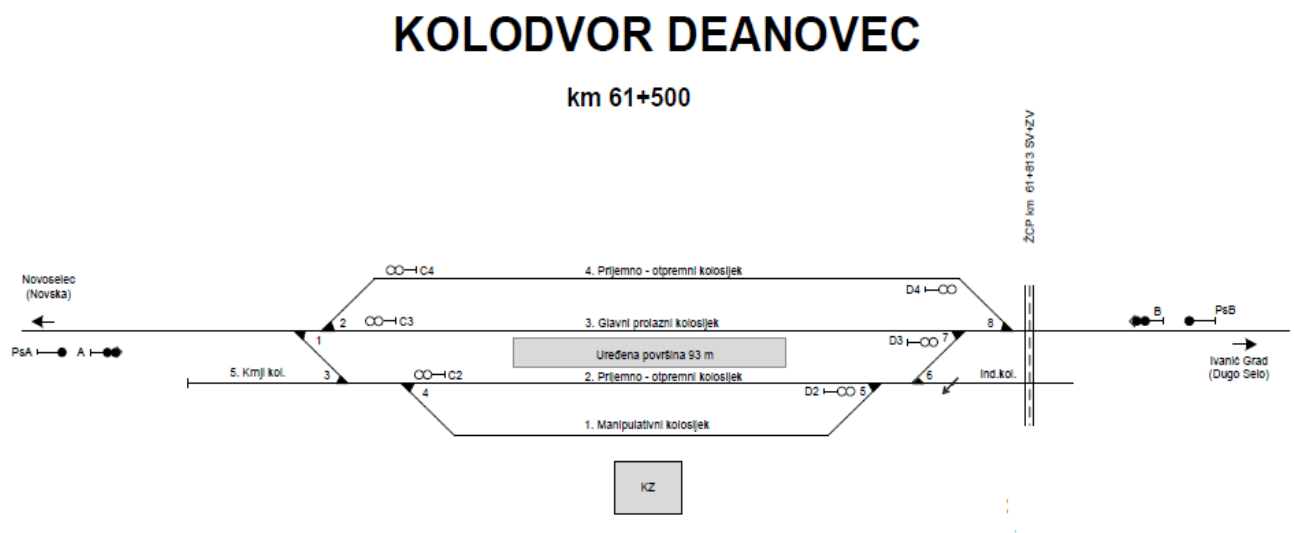 KOLODVOR DEANOVEC
km 61+500
ŽCP km 61+813 SV+ZV
Novoselec
(Novska)
C4
4. Prijemno - otpremni kolosijek
D4
B
PsB
2
C3
3. Glavni prolazni kolosijek
8
1
D3
7
PsA
A
Uređena površina 93 m
Ivanić Grad
(Dugo Selo)
5. Krnji kol.
3
C2
2. Prijemno - otpremni kolosijek
6
Ind.kol.
4
D2
5
1. Manipulativni kolosijek
KZ